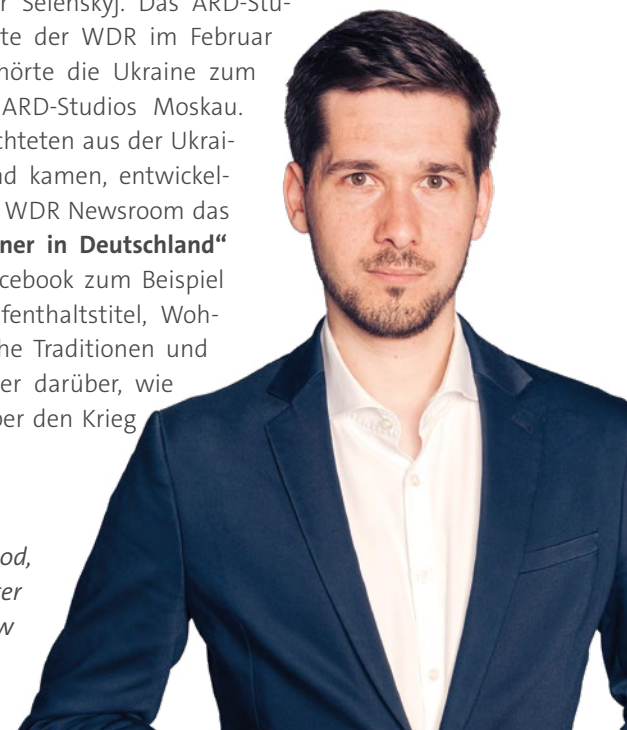 Selenskyj. Das ARD-Stu-
te der WDR im Februar
hörte die Ukraine zum
ARD-Studios Moskau.
chteten aus der Ukrai-
nd kamen, entwickel-
WDR Newsroom das
ner in Deutschland“
cebook zum Beispiel
fenthaltstitel, Woh-
he Traditionen und
er darüber, wie
ber den Krieg
od,
ter
w